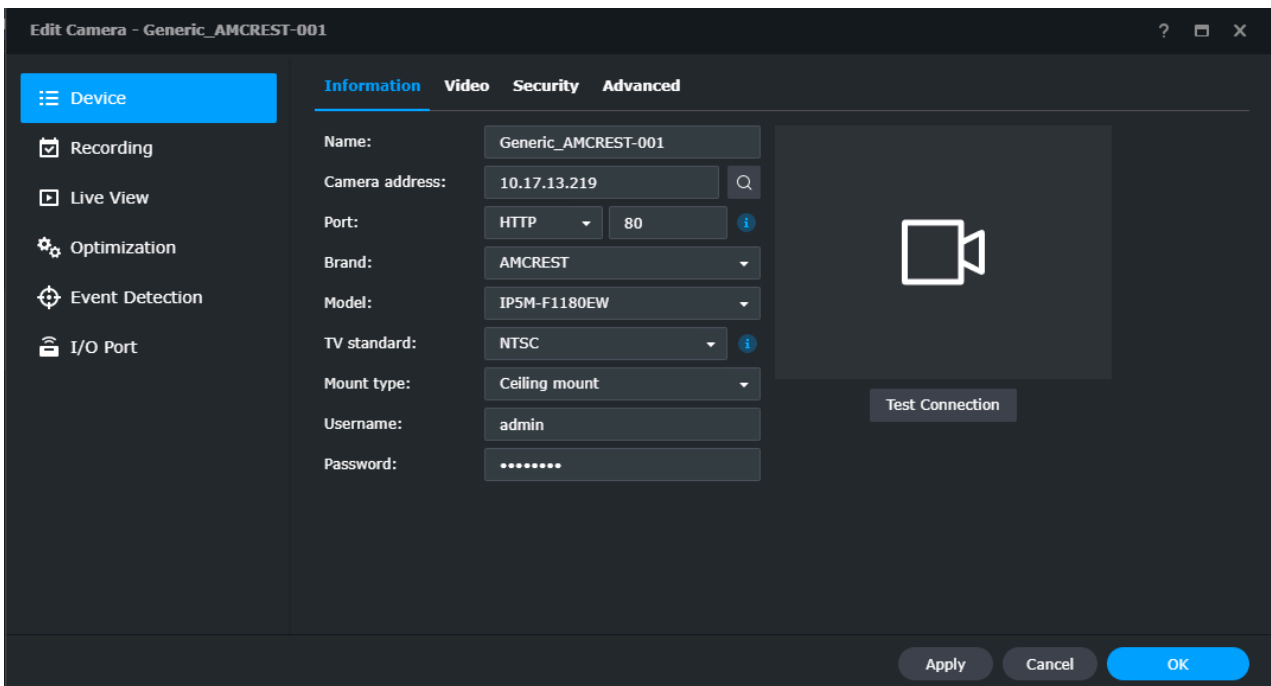 Edit Camera - Generic_AMCREST-001
?
Device
Recording
Live View
Optimization
Event Detection
I/O Port
Information Video Security Advanced
Name: Generic_AMCREST-001
Camera address: 10.17.13.219
Port: HTTP 80 i
Brand: AMCREST
Model: IP5M-F1180EW
TV standard: NTSC i
Mount type: Ceiling mount
Username: admin
Password: ••••••••
Test Connection
Apply Cancel OK